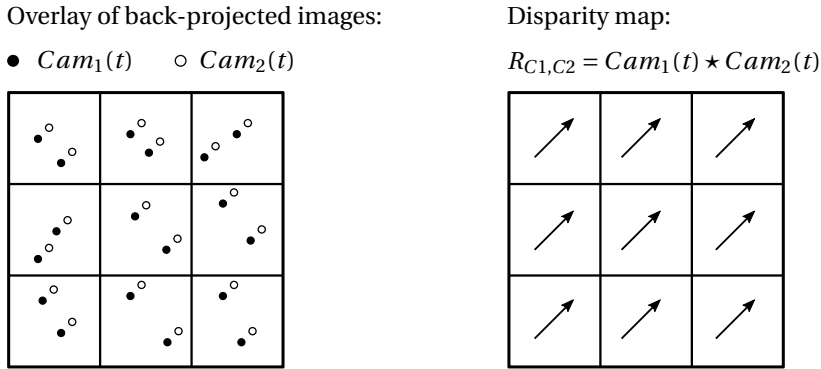 Overlay of back-projected images:
● Cam₁(t) ○ Cam₂(t)
Disparity map:
R_{C1,C2} = Cam₁(t) ⋆ Cam₂(t)